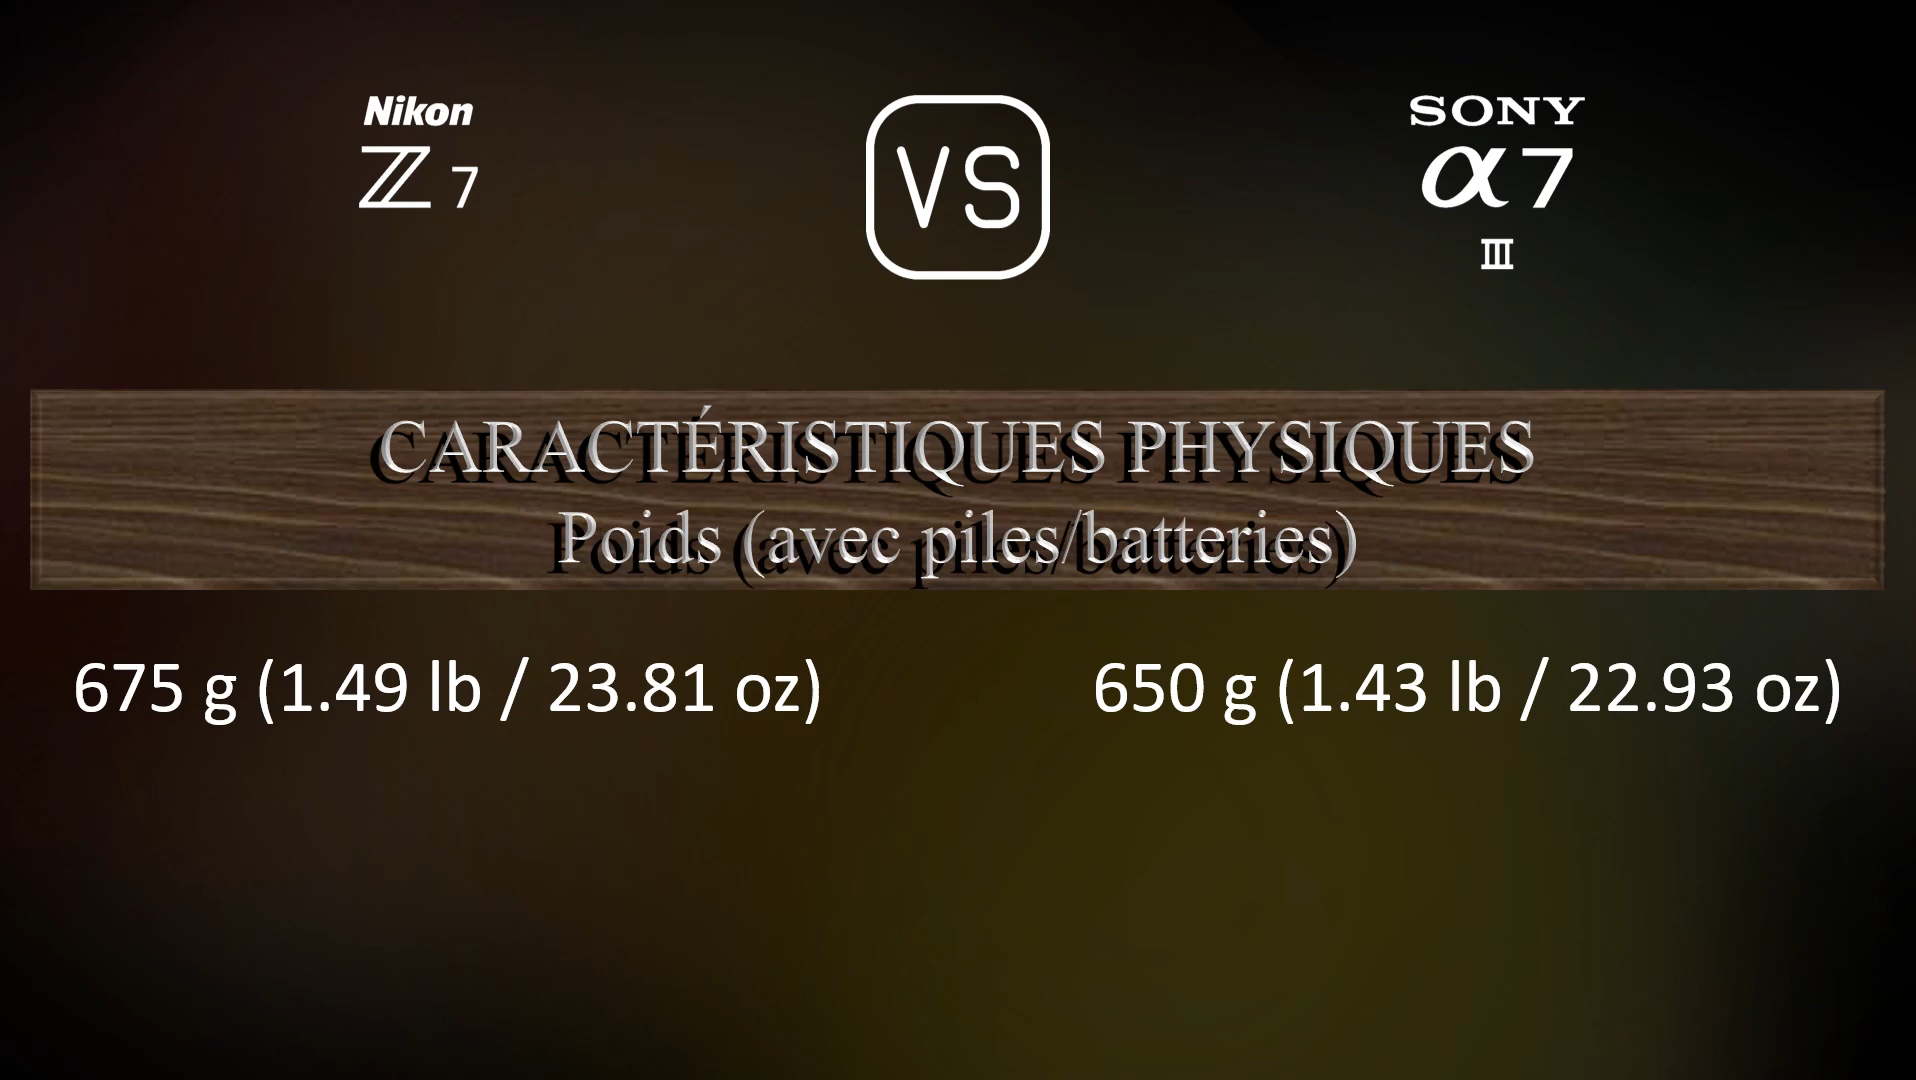 Nikon
Z 7
VS
SONY
α7
III
CARACTÉRISTIQUES PHYSIQUES
Poids (avec piles/batteries)
675 g (1.49 lb / 23.81 oz)
650 g (1.43 lb / 22.93 oz)